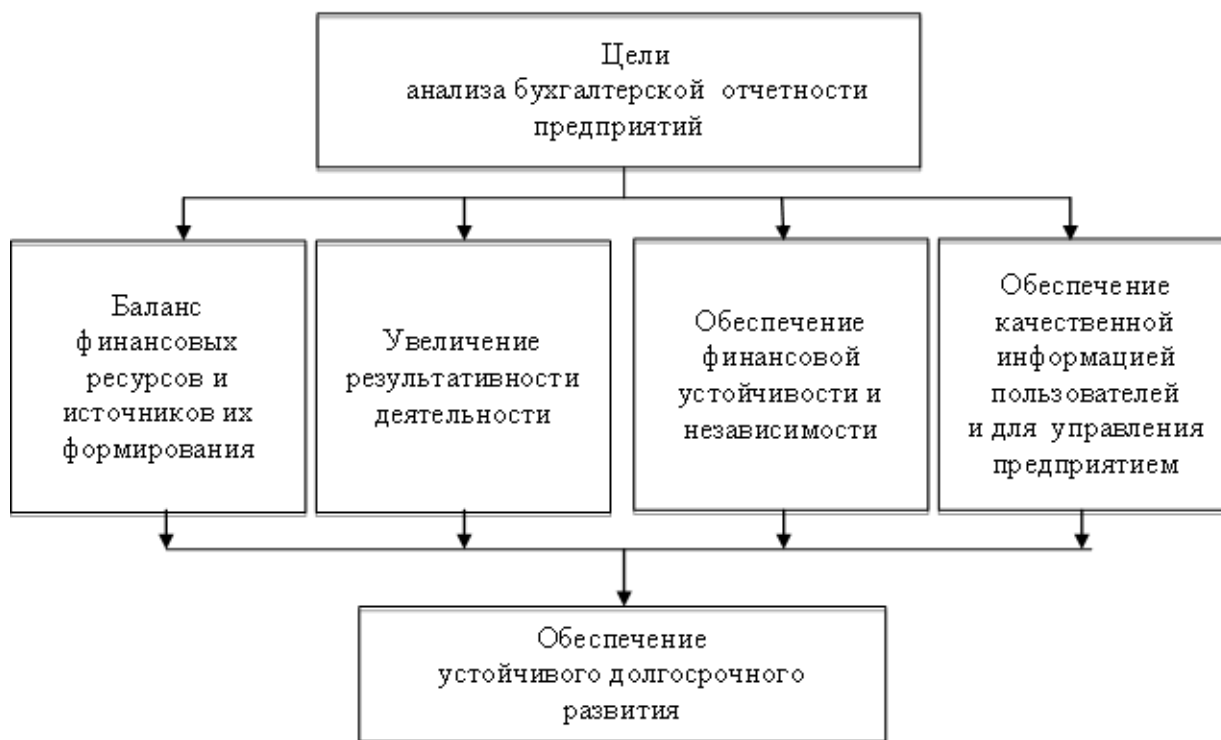 Цели
анализа бухгалтерской отчетности
предприятий
Баланс
финансовых
ресурсов и
источников их
формирования
Увеличение
результативности
деятельности
Обеспечение
финансовой
устойчивости и
независимости
Обеспечение
качественной
информацией
пользователей
и для управления
предприятием
Обеспечение
устойчивого долгосрочного
развития